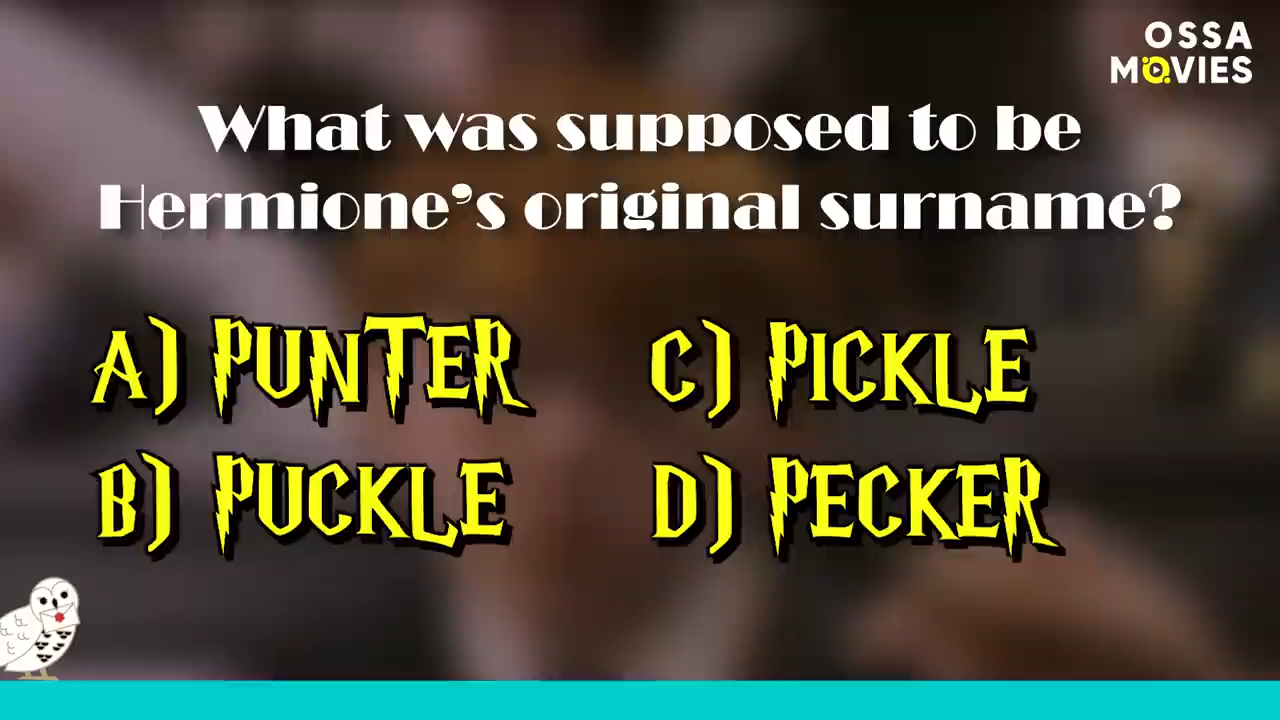 OSSA
MOVIES
What was supposed to be
Hermione's original surname?
A) PUNTER
C) PICKLE
B) PUCKLE
D) PECKER